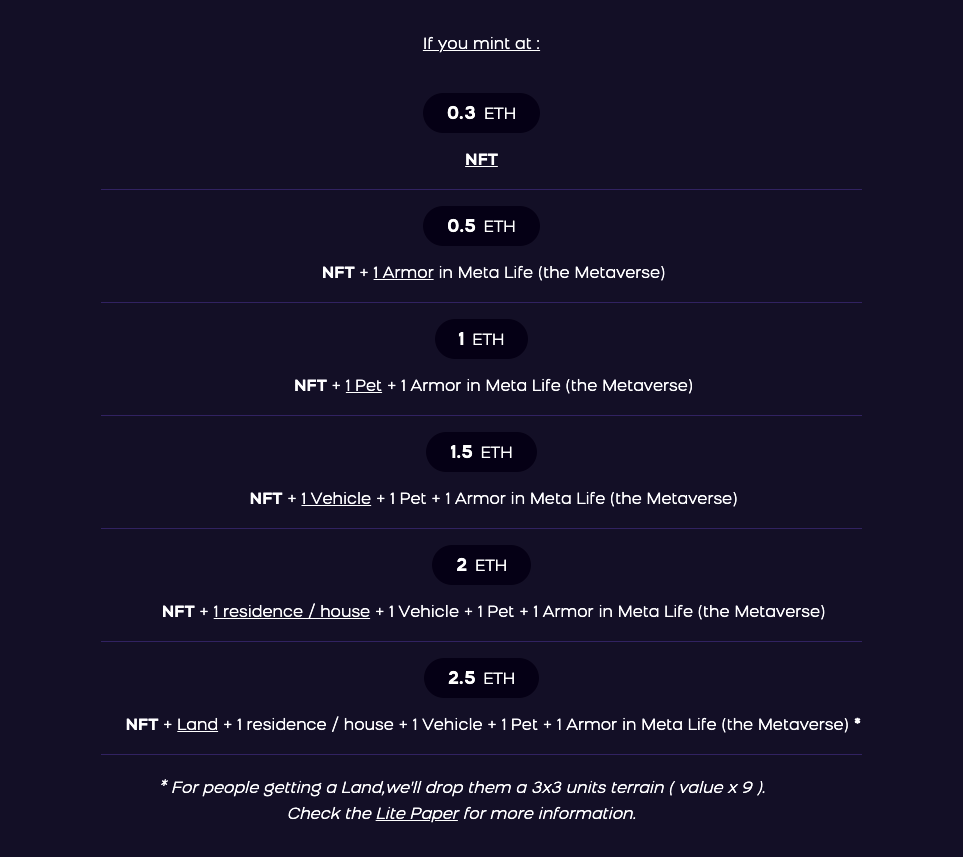 If you mint at :
0.3 ETH
NFT
0.5 ETH
NFT + 1 Armor in Meta Life (the Metaverse)
1 ETH
NFT + 1 Pet + 1 Armor in Meta Life (the Metaverse)
1.5 ETH
NFT + 1 Vehicle + 1 Pet + 1 Armor in Meta Life (the Metaverse)
2 ETH
NFT + 1 residence / house + 1 Vehicle + 1 Pet + 1 Armor in Meta Life (the Metaverse)
2.5 ETH
NFT + Land + 1 residence / house + 1 Vehicle + 1 Pet + 1 Armor in Meta Life (the Metaverse) *
* For people getting a Land,we'll drop them a 3x3 units terrain ( value x 9 ).
Check the Lite Paper for more information.